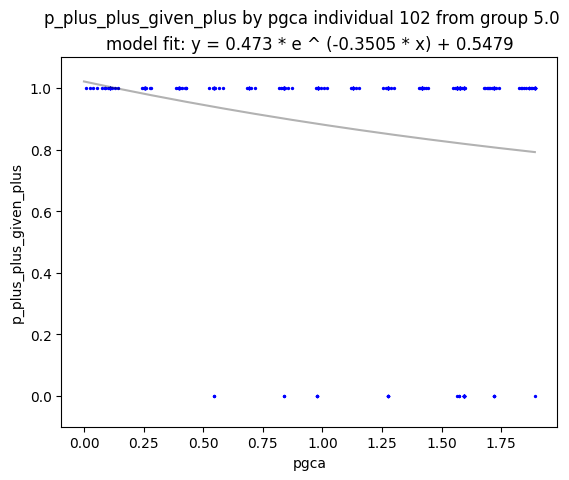 p_plus_plus_given_plus by pgca individual 102 from group 5.0
model fit: y = 0.473 * e ^ (-0.3505 * x) + 0.5479
p_plus_plus_given_plus
1.0
0.8
0.6
0.4
0.2
0.0
0.00 0.25 0.50 0.75 1.00 1.25 1.50 1.75
pgca